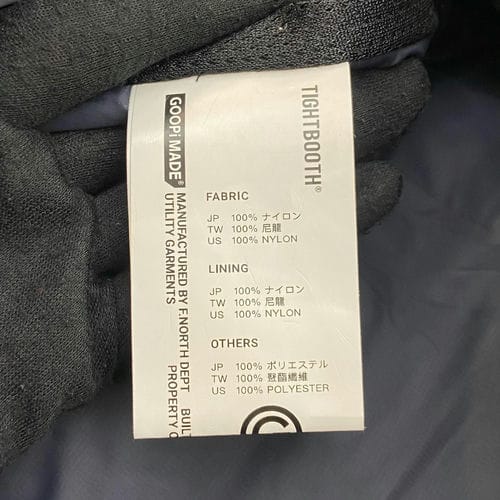 TIGHTBOOTH®
GOOPiMADE®
MANUFACTURED BY F.NORTH DEPT BUILT
UTILITY GARMENTS PROPERTY O
FABRIC
JP 100% ナイロン
TW 100% 尼龍
US 100% NYLON
LINING
JP 100% ナイロン
TW 100% 尼龍
US 100% NYLON
OTHERS
JP 100% ポリエステル
TW 100% 聚酯纖維
US 100% POLYESTER
©